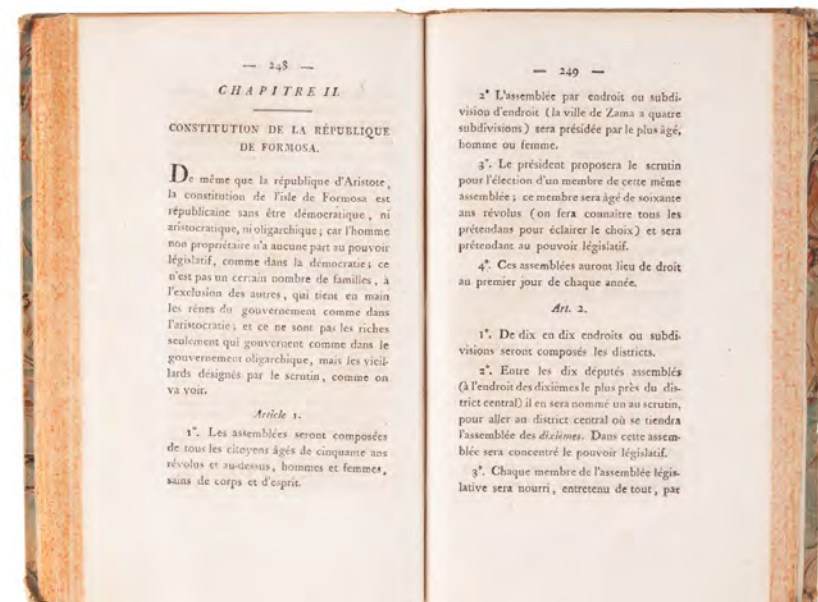 — 248 —
CHAPITRE II.
CONSTITUTION DE LA RÉPUBLIQUE
DE FORMOSA.
De même que la république d'Aristote,
la constitution de l'isle de Formosa est
républicaine sans être démocratique, ni
aristocratique, ni oligarchique; car l'homme
non propriétaire n'a aucune part au pouvoir
législatif, comme dans la démocratie; ce
n'est pas un certain nombre de familles, à
l'exclusion des autres, qui tient en main
les rênes du gouvernement comme dans
l'aristocratie; et ce ne sont pas les riches
seulement qui gouvernent comme dans le
gouvernement oligarchique, mais les vieil-
lards désignés par le scrutin, comme on
va voir.
Article 1.
1°. Les assemblées seront composées
de tous les citoyens âgés de cinquante ans
révolus et au-dessus, hommes et femmes,
sains de corps et d'esprit.
— 249 —
2° L'assemblée par endroit ou subdi-
vision d'endroit (la ville de Zama a quatre
subdivisions) sera présidée par le plus âgé,
homme ou femme.
3°. Le président proposera le scrutin
pour l'élection d'un membre de cette même
assemblée; ce membre sera âgé de soixante
ans révolus (on fera connaître tous les
prétendans pour éclairer le choix) et sera
prétendant au pouvoir législatif.
4°. Ces assemblées auront lieu de droit
au premier jour de chaque année.
Art. 2.
1°. De dix en dix endroits ou subdi-
visions seront composés les districts.
2°. Entre les dix députés assemblés
(à l'endroit des dixièmes le plus près du dis-
trict central) il en sera nommé un au scrutin,
pour aller au district central où se tiendra
l'assemblée des dixièmes. Dans cette assem-
blée sera concentré le pouvoir législatif.
3°. Chaque membre de l'assemblée légis-
lative sera nourri, entretenu de tout, par